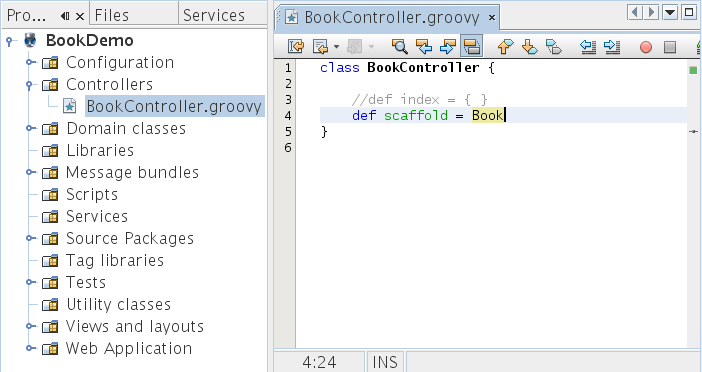 Pro...
Files
Services
BookDemo
Configuration
Controllers
BookController.groovy
Domain classes
Libraries
Message bundles
Scripts
Services
Source Packages
Tag libraries
Tests
Utility classes
Views and layouts
Web Application
BookController.groovy
1 class BookController {
2
3 //def index = { }
4 def scaffold = Book
5 }
6
4:24
INS